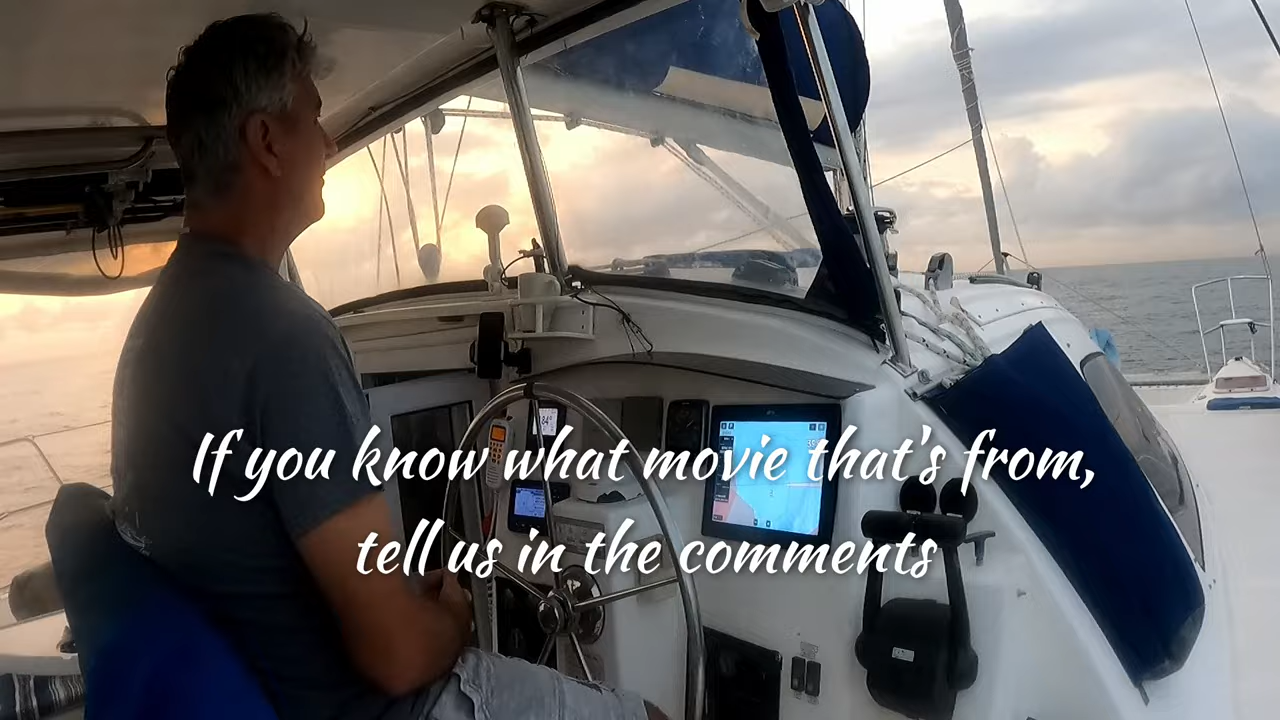 If you know what movie that's from,
tell us in the comments